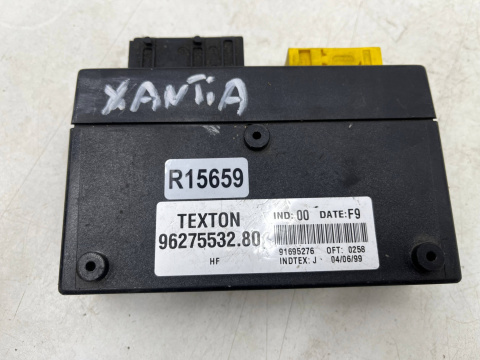 XANTIA
R15659
TEXTON
IND: 00 DATE: F9
96275532.80
91695276 OFT: 0258
HF
INDTEX: J 04/06/99